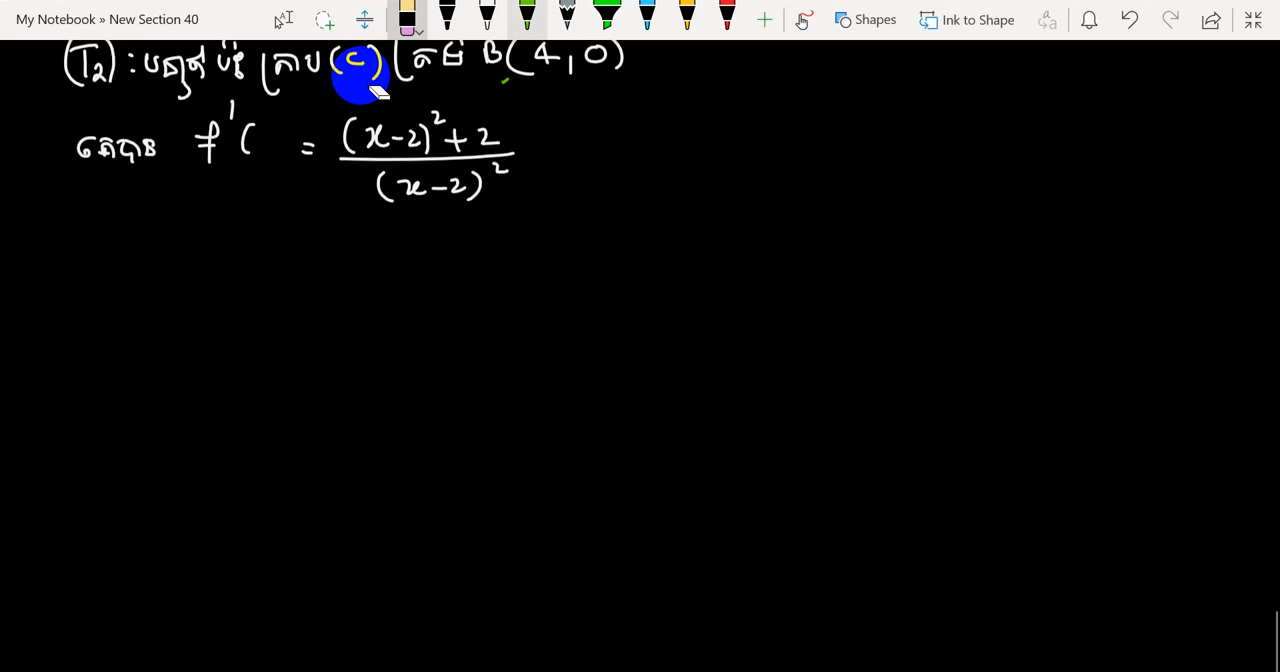 My Notebook » New Section 40
Shapes
Ink to Shape
(T₂) : បន្ទាត់ប៉ះ ក្រាប (C) ត្រង់ B(4, 0)
គេបាន f'( = ((x-2)² + 2)/(x-2)²